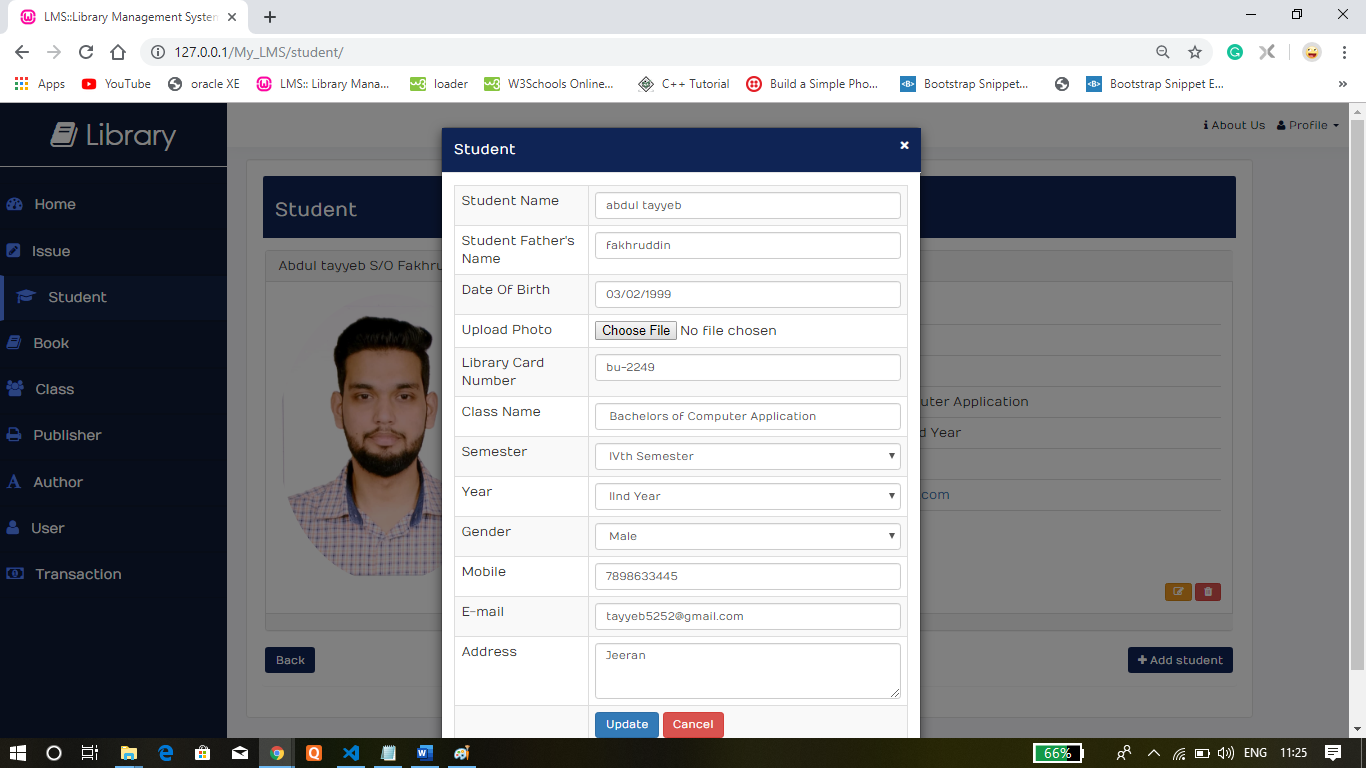 LMS::Library Management System
127.0.0.1/My_LMS/student/
Apps
YouTube
oracle XE
LMS:: Library Mana...
loader
W3Schools Online...
C++ Tutorial
Build a Simple Pho...
Bootstrap Snippet...
Bootstrap Snippet E...
»
Library
About Us
Profile
Home
Issue
Student
Book
Class
Publisher
Author
User
Transaction
Student
Abdul tayyeb S/O Fakhru
uter Application
d Year
com
Back
Add student
Student
Student Name
abdul tayyeb
Student Father's
Name
fakhruddin
Date Of Birth
03/02/1999
Upload Photo
Choose File No file chosen
Library Card
Number
bu-2249
Class Name
Bachelors of Computer Application
Semester
IVth Semester
Year
IInd Year
Gender
Male
Mobile
7898633445
E-mail
tayyeb5252@gmail.com
Address
Jeeran
Update
Cancel
66%
ENG
11:25